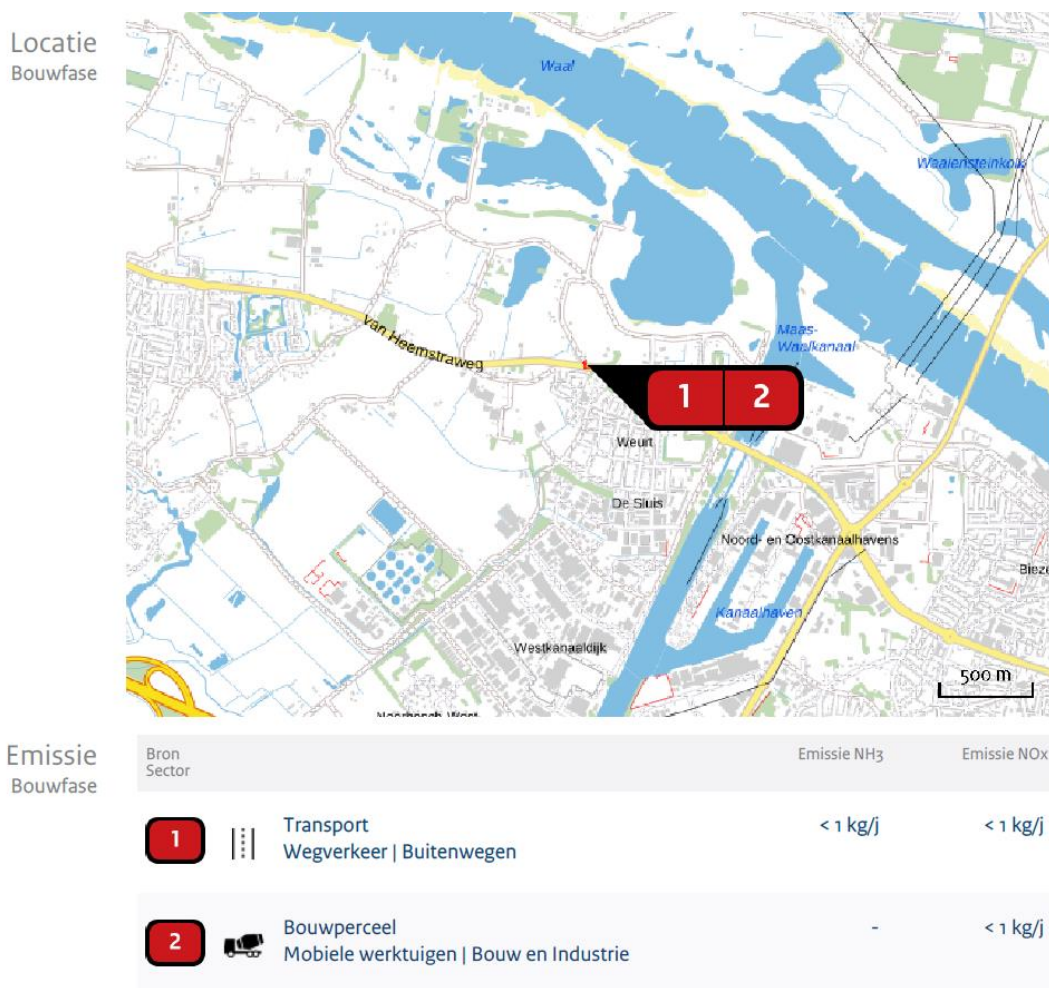 Locatie
Bouwfase
Waal
Waaiensteinkolk
van Heemstraweg
Maas-
Waalkanaal
1 2
Weurt
De Sluis
Noord- en Oostkanaalhavens
Kanaalhaven
Westkanaaldijk
500 m
Emissie
Bouwfase
Bron
Sector
Emissie NH3
Emissie NOx
1
Transport
Wegverkeer | Buitenwegen
< 1 kg/j
< 1 kg/j
2
Bouwperceel
Mobiele werktuigen | Bouw en Industrie
-
< 1 kg/j